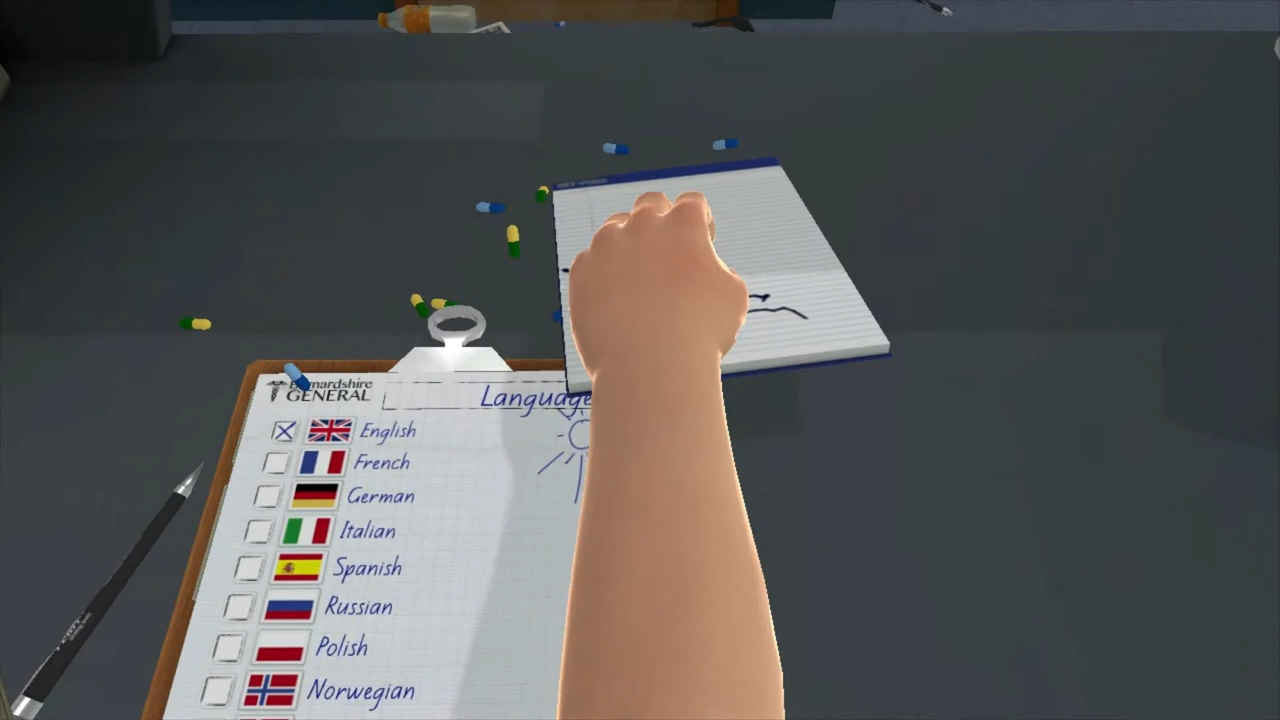 GENERAL
Language
English
French
German
Italian
Spanish
Russian
Polish
Norwegian